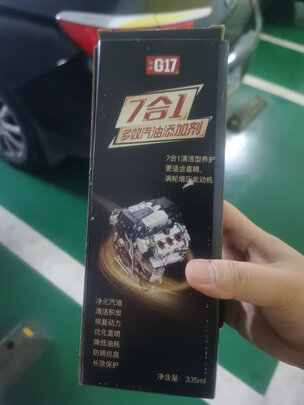 G17
7合1
多效汽油添加剂
7合1清洁型养护
更适合直喷、
涡轮增压发动机
净化汽油
清洁积炭
恢复动力
优化直喷
降低油耗
防锈抗腐
长效保护
净含量：335ml